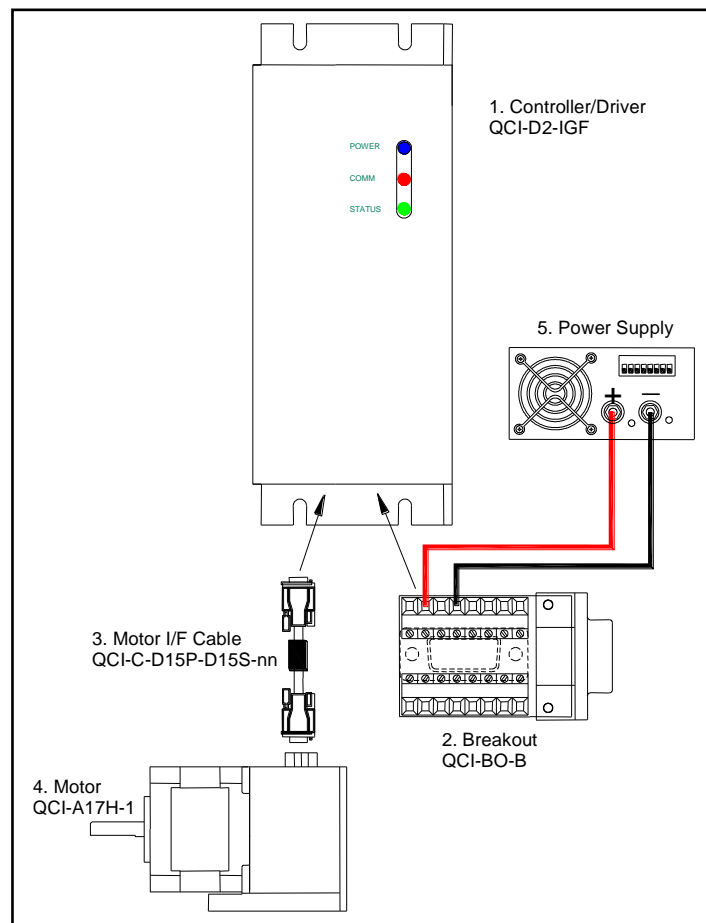 1. Controller/Driver
QCI-D2-IGF
POWER
COMM
STATUS
5. Power Supply
+ −
3. Motor I/F Cable
QCI-C-D15P-D15S-nn
2. Breakout
QCI-BO-B
4. Motor
QCI-A17H-1